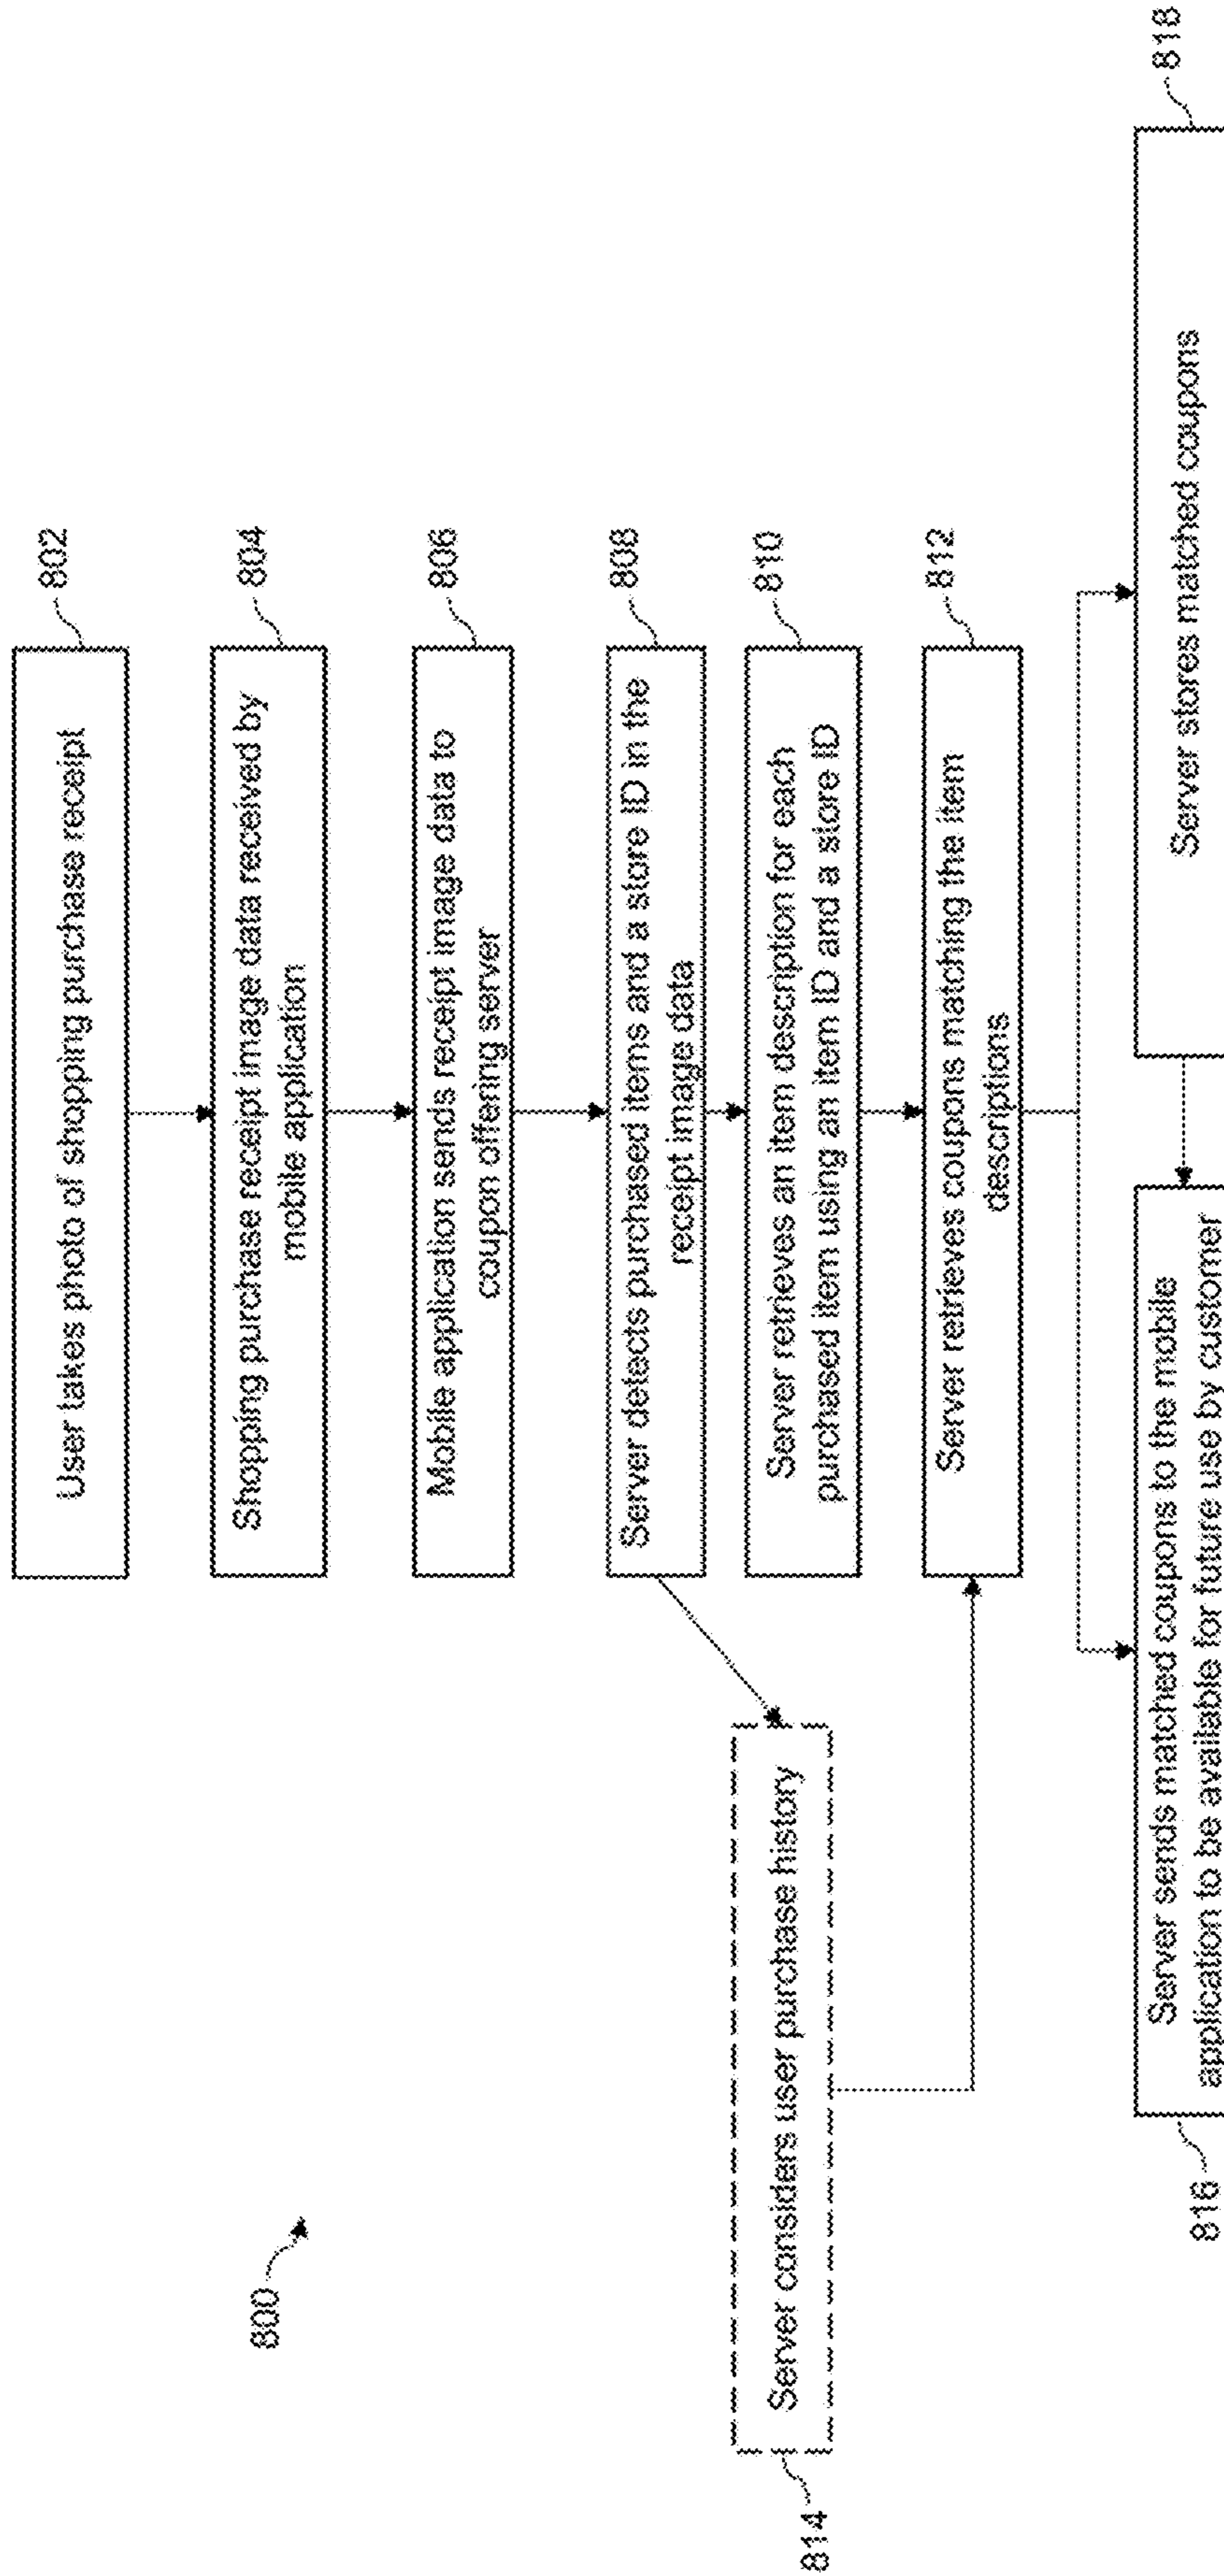 800
User takes photo of shopping purchase receipt
802
Shopping purchase receipt image data received by
mobile application
804
Mobile application sends receipt image data to
coupon offering server
806
Server detects purchased items and a store ID in the
receipt image data
808
Server considers user purchase history
814
Server retrieves an item description for each
purchased item using an item ID and a store ID
810
Server retrieves coupons matching the item
descriptions
812
Server sends matched coupons to the mobile
application to be available for future use by customer
816
Server stores matched coupons
818